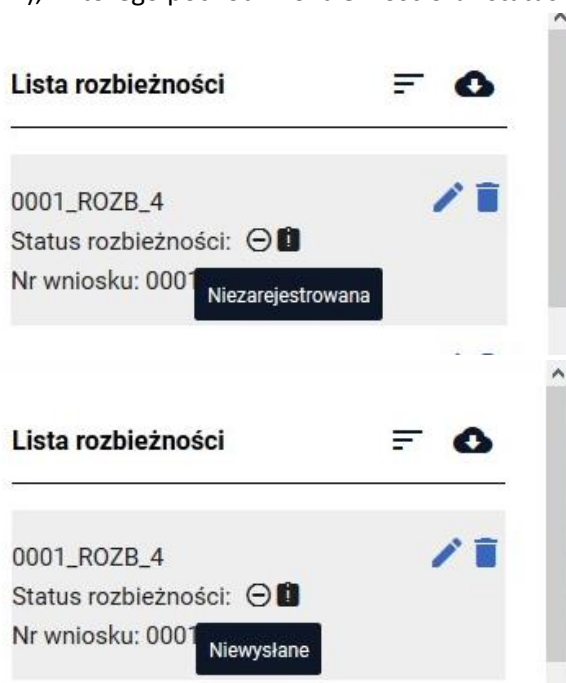 Lista rozbieżności
0001_ROZB_4
Status rozbieżności:
Nr wniosku: 0001
Niezarejestrowana
Lista rozbieżności
0001_ROZB_4
Status rozbieżności:
Nr wniosku: 0001
Niewysłane